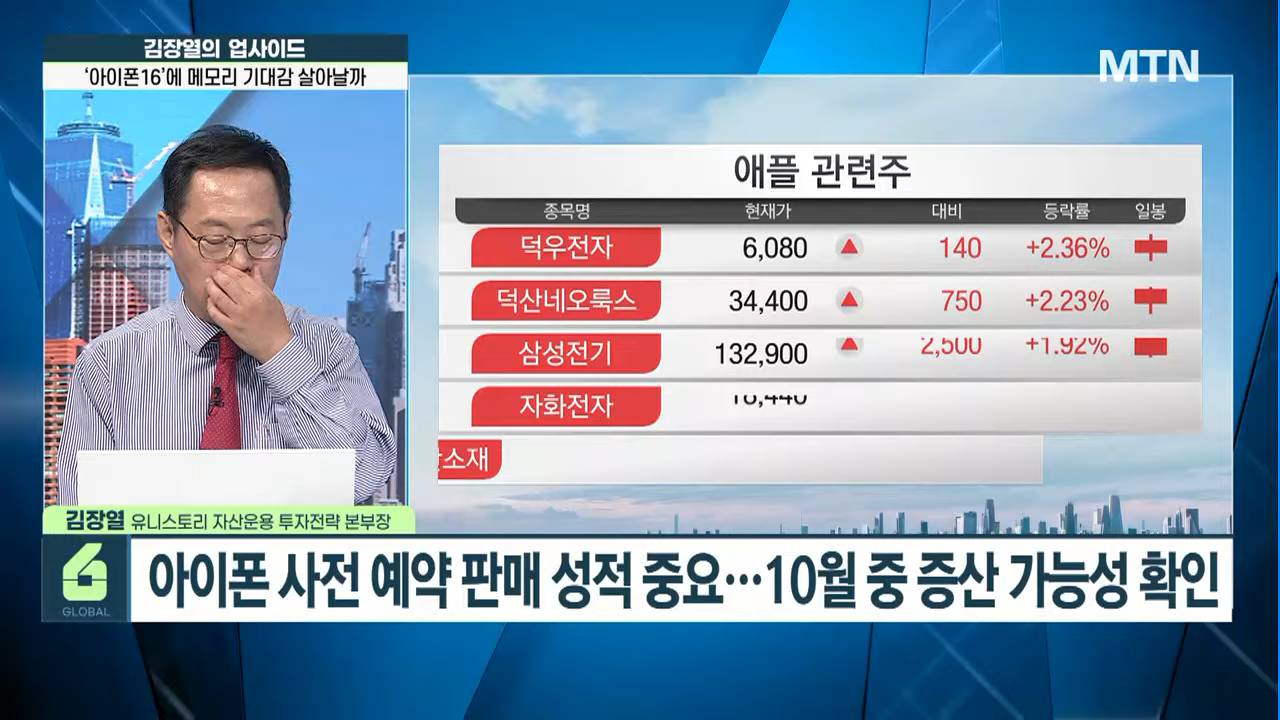 김장열의 업사이드
'아이폰16'에 메모리 기대감 살아날까
MTN
애플 관련주
종목명 현재가 대비 등락률 일봉
덕우전자 6,080 ▲ 140 +2.36%
덕산네오룩스 34,400 ▲ 750 +2.23%
삼성전기 132,900 ▲ 2,500 +1.92%
자화전자
소재
김장열 유니스토리 자산운용 투자전략 본부장
GLOBAL
아이폰 사전 예약 판매 성적 중요…10월 중 증산 가능성 확인